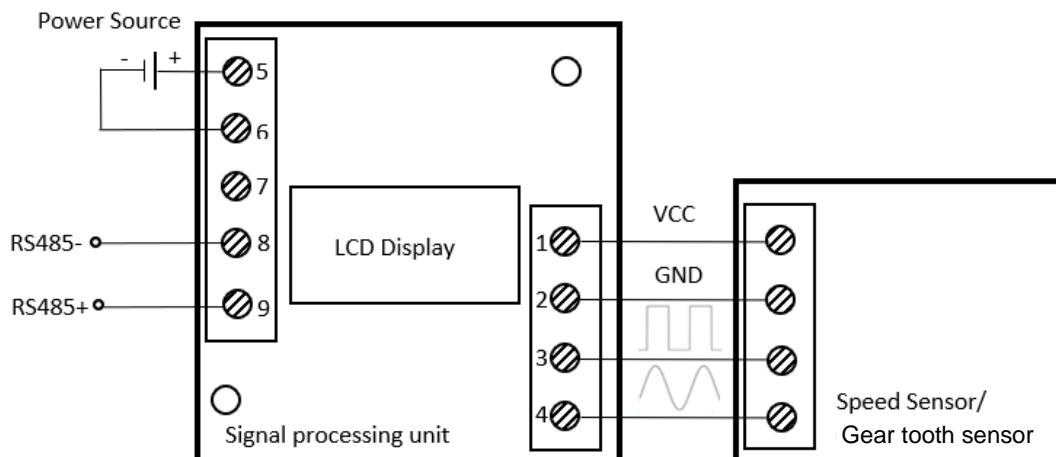 Power Source
- +
5
6
7
RS485- 8
RS485+ 9
LCD Display
1 VCC
GND
2
3
4
Signal processing unit
Speed Sensor/
Gear tooth sensor